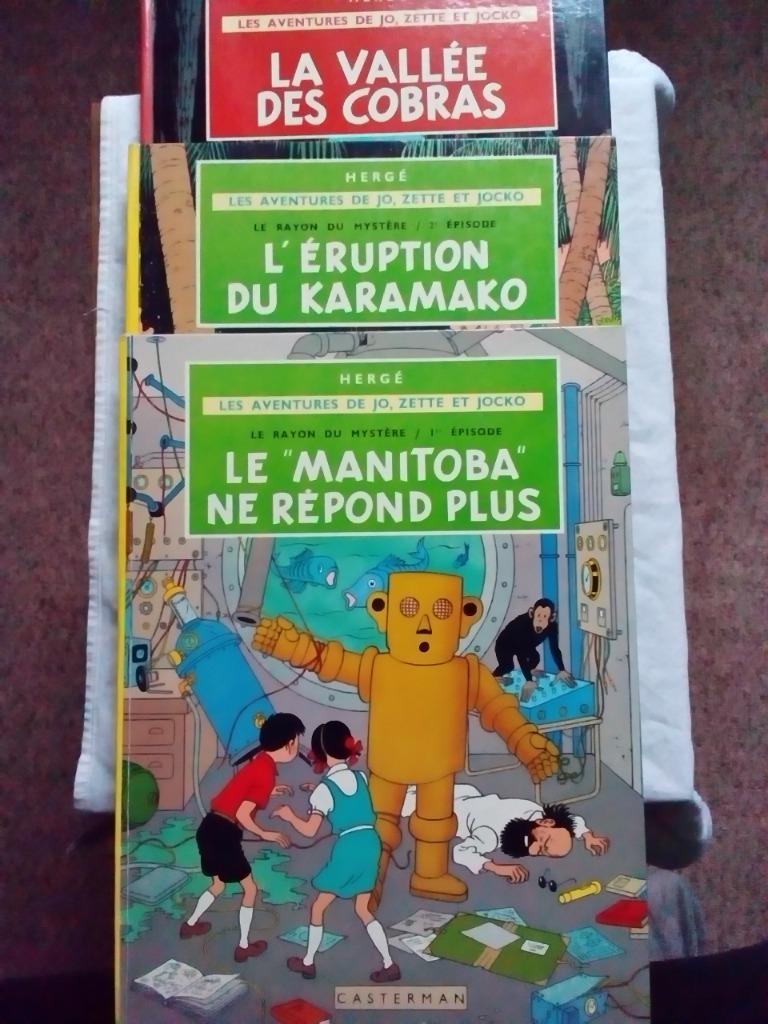 HERGÉ
LES AVENTURES DE JO, ZETTE ET JOCKO
LA VALLÉE
DES COBRAS
HERGÉ
LES AVENTURES DE JO, ZETTE ET JOCKO
LE RAYON DU MYSTÈRE / 2e ÉPISODE
L'ÉRUPTION
DU KARAMAKO
HERGÉ
LES AVENTURES DE JO, ZETTE ET JOCKO
LE RAYON DU MYSTÈRE / 1er ÉPISODE
LE "MANITOBA"
NE RÉPOND PLUS
CASTERMAN